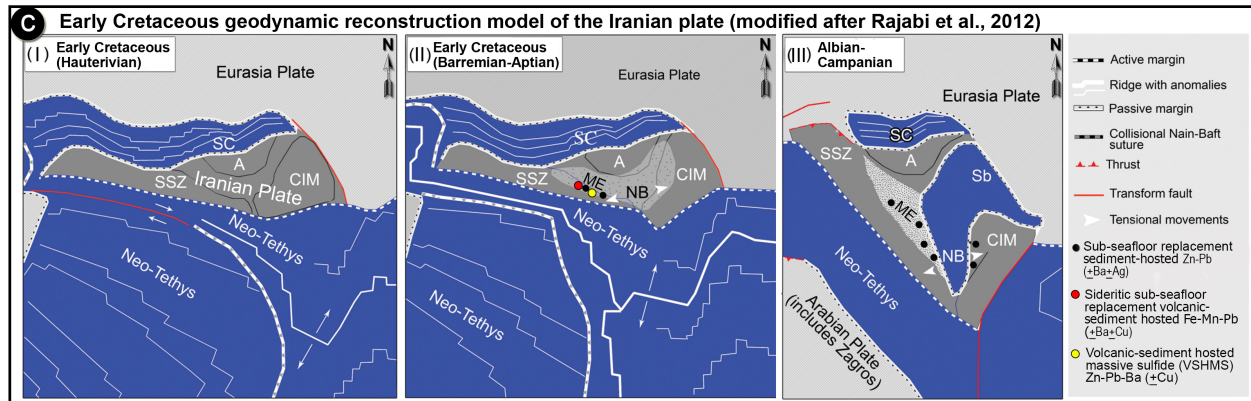 C
Early Cretaceous geodynamic reconstruction model of the Iranian plate (modified after Rajabi et al., 2012)
(I)
Early Cretaceous
(Hauterivian)
N
Eurasia Plate
SC
A
SSZ
Iranian Plate
CIM
Neo-Tethys
Neo-Tethys
(II)
Early Cretaceous
(Barremian-Aptian)
N
Eurasia Plate
SC
A
SSZ
ME
NB
CIM
Neo-Tethys
Neo-Tethys
(III)
Albian-
Campanian
N
Eurasia Plate
SC
SSZ
A
Sb
ME
CIM
NB
Neo-Tethys
Arabian Plate
(includes
Zagros)
Active margin
Ridge with anomalies
Passive margin
Collisional Nain-Baft
suture
Thrust
Transform fault
Tensional movements
Sub-seafloor replacement
sediment-hosted Zn-Pb
(±Ba±Ag)
Sideritic sub-seafloor
replacement volcanic-
sediment hosted Fe-Mn-Pb
(±Ba±Cu)
Volcanic-sediment hosted
massive sulfide (VSHMS)
Zn-Pb-Ba (±Cu)